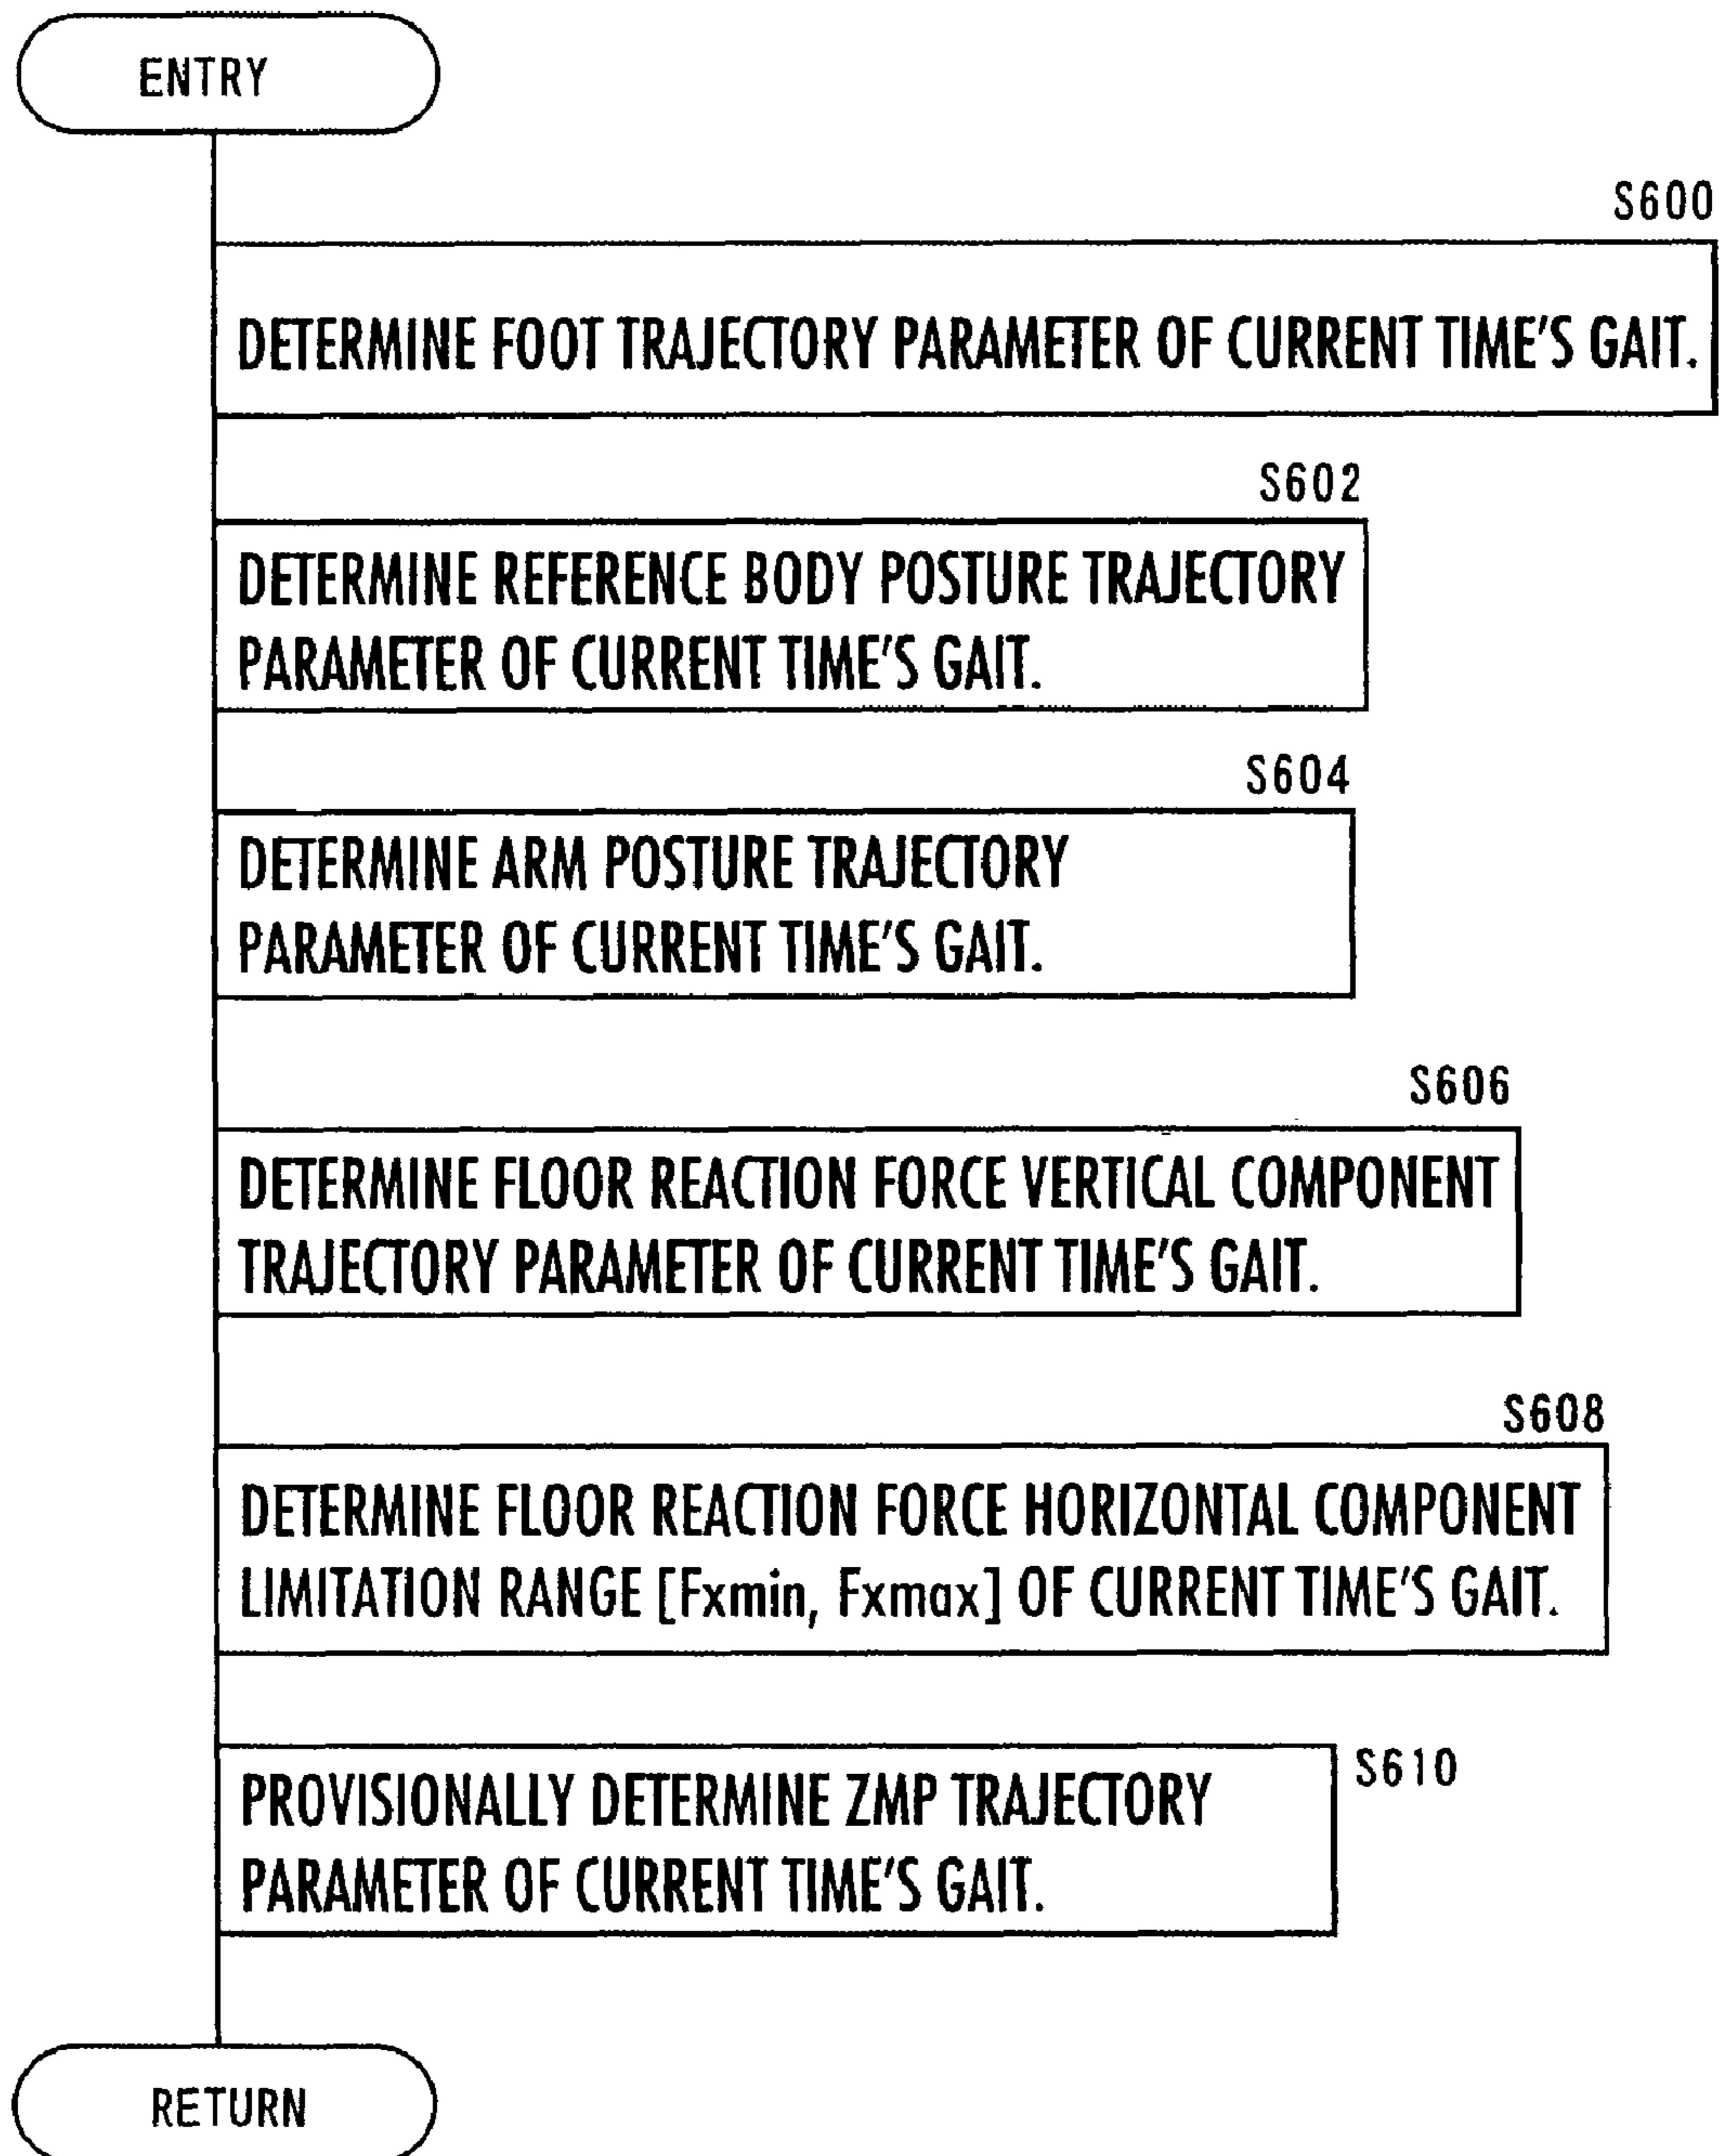 ENTRY
S600
DETERMINE FOOT TRAJECTORY PARAMETER OF CURRENT TIME'S GAIT.
S602
DETERMINE REFERENCE BODY POSTURE TRAJECTORY
PARAMETER OF CURRENT TIME'S GAIT.
S604
DETERMINE ARM POSTURE TRAJECTORY
PARAMETER OF CURRENT TIME'S GAIT.
S606
DETERMINE FLOOR REACTION FORCE VERTICAL COMPONENT
TRAJECTORY PARAMETER OF CURRENT TIME'S GAIT.
S608
DETERMINE FLOOR REACTION FORCE HORIZONTAL COMPONENT
LIMITATION RANGE [Fxmin, Fxmax] OF CURRENT TIME'S GAIT.
S610
PROVISIONALLY DETERMINE ZMP TRAJECTORY
PARAMETER OF CURRENT TIME'S GAIT.
RETURN